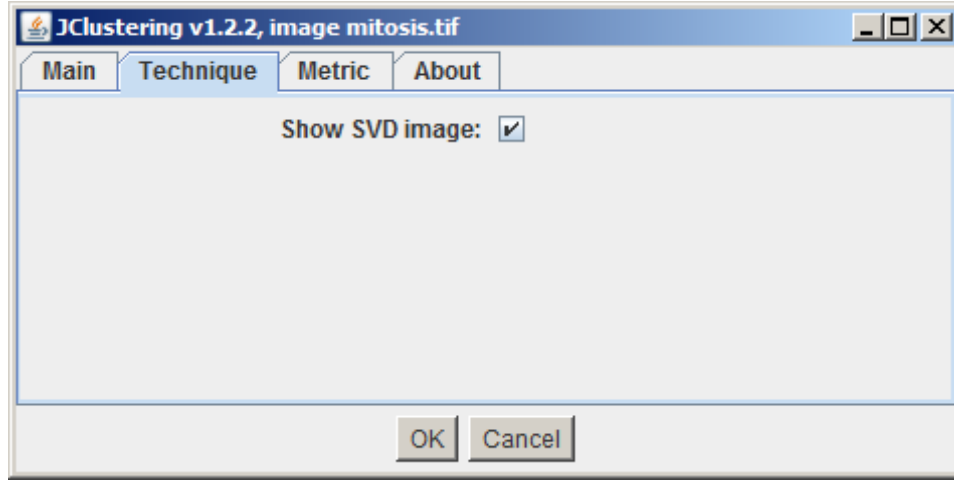 JClustering v1.2.2, image mitosis.tif
Main Technique Metric About
Show SVD image:
OK Cancel